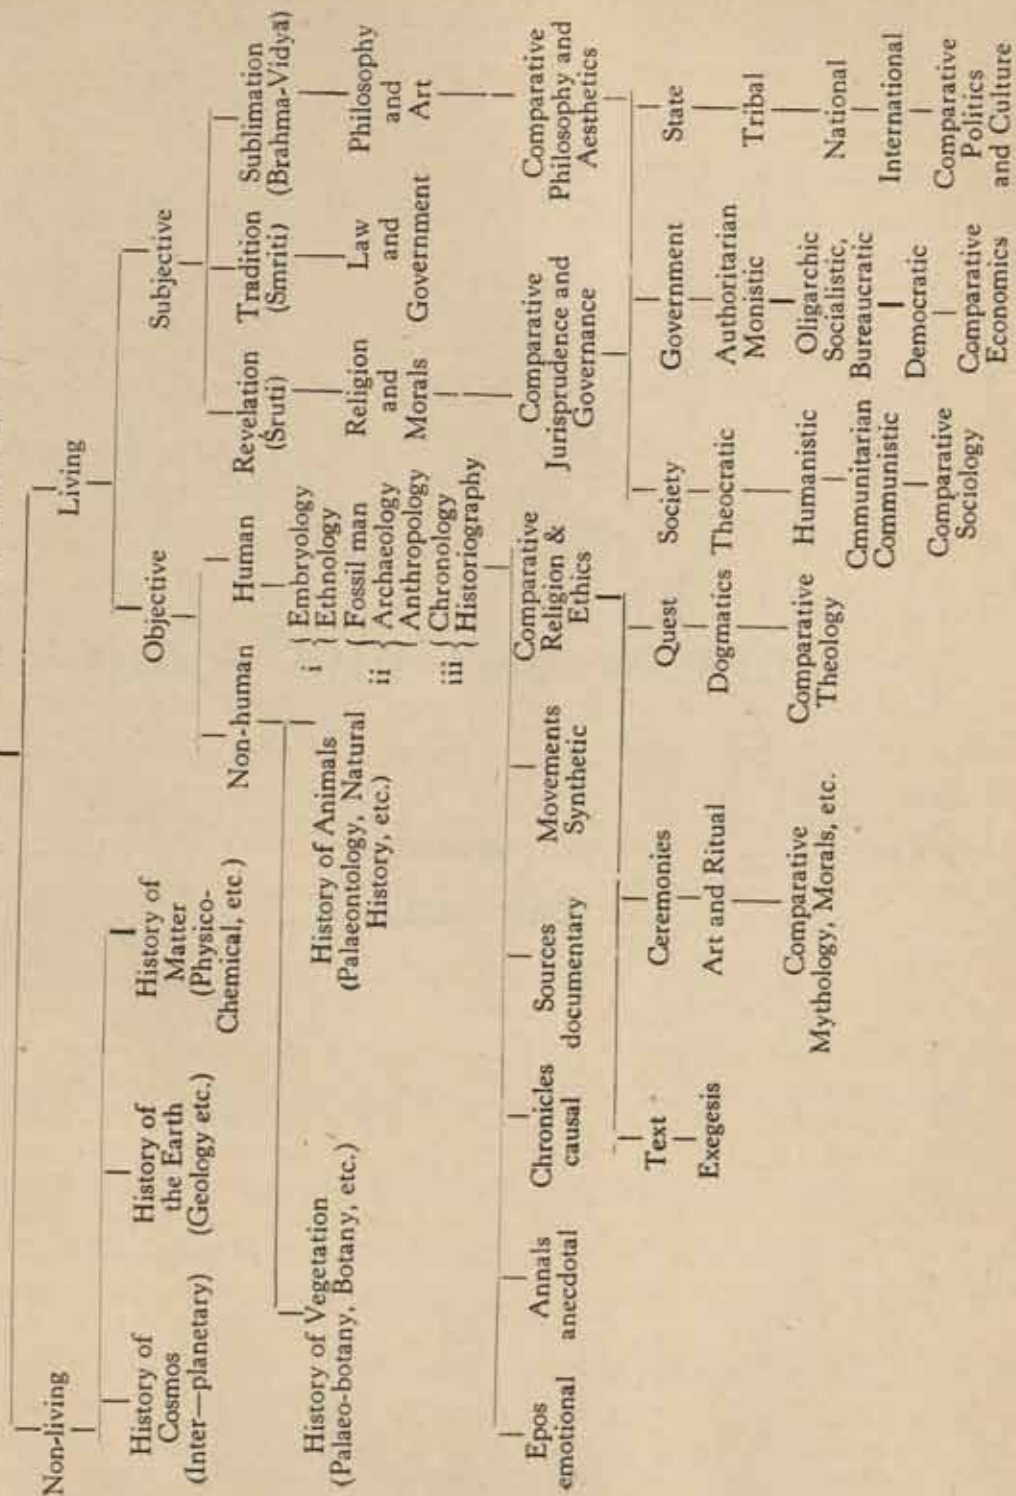 Non-living
Living
History of
Cosmos
(Inter—planetary)
History of
the Earth
(Geology etc.)
History of
Matter
(Physico-
Chemical, etc.)
Objective
Subjective
Non-human
Human
Revelation
(Śruti)
Tradition
(Smriti)
Sublimation
(Brahma-Vidyā)
History of Vegetation
(Palaeo-botany, Botany, etc.)
History of Animals
(Palaeontology, Natural
History, etc.)
i { Embryology
Ethnology
ii { Fossil man
Archaeology
Anthropology
iii { Chronology
Historiography
Religion
and
Morals
Law
and
Government
Philosophy
and
Art
Epos
emotional
Annals
anecdotal
Chronicles
causal
Sources
documentary
Movements
Synthetic
Comparative
Religion &
Ethics
Comparative
Jurisprudence and
Governance
Comparative
Philosophy and
Aesthetics
Text
Exegesis
Ceremonies
Art and Ritual
Comparative
Mythology, Morals, etc.
Quest
Dogmatics
Comparative
Theology
Society
Theocratic
Humanistic
Cmmunitarian
Communistic
Comparative
Sociology
Government
Authoritarian
Monistic
Oligarchic
Socialistic,
Bureaucratic
Democratic
Comparative
Economics
State
Tribal
National
International
Comparative
Politics
and Culture